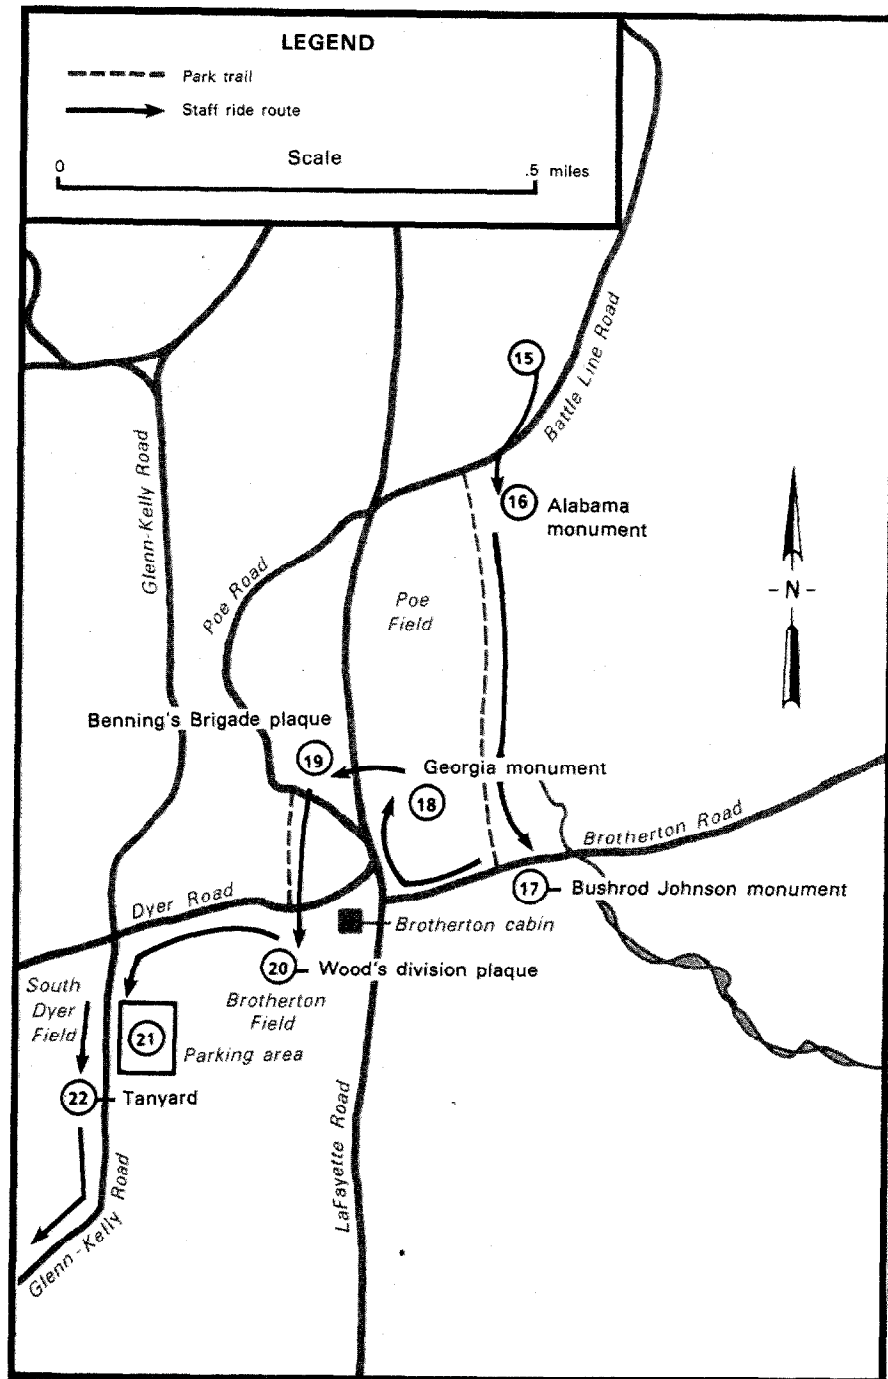 LEGEND
Park trail
Staff ride route
Scale
0
.5 miles
Battle Line Road
15
16
Alabama
monument
Glenn-Kelly Road
Poe Road
Poe
Field
- N -
Benning's Brigade plaque
19
Georgia monument
18
Brotherton Road
17
Bushrod Johnson monument
Dyer Road
Brotherton cabin
20
Wood's division plaque
South
Dyer
Field
Brotherton
Field
21
Parking area
22
Tanyard
LaFayette Road
Glenn-Kelly Road